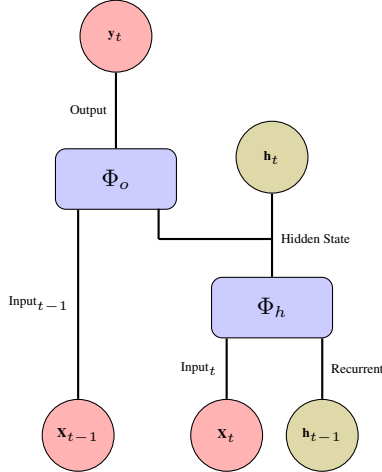 y_t
Output
Φ_o
h_t
Hidden State
Input_{t−1}
Φ_h
Input_t
Recurrent
X_{t−1}
X_t
h_{t−1}